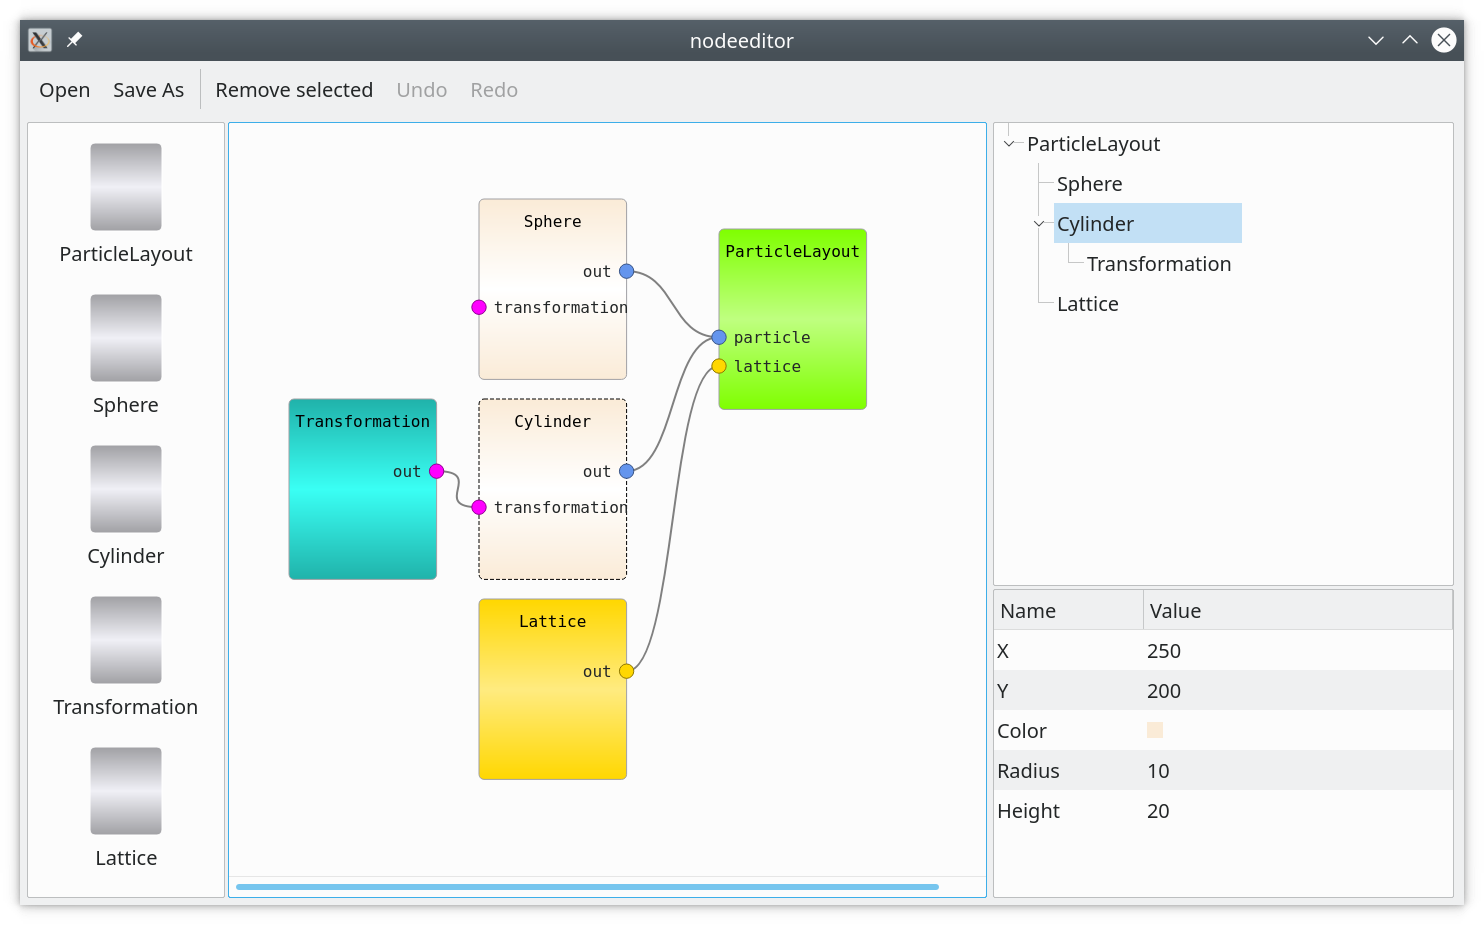 nodeeditor
Open Save As Remove selected Undo Redo
ParticleLayout
Sphere
Cylinder
Transformation
Lattice
Sphere
out
transformation
ParticleLayout
particle
lattice
Transformation
out
Cylinder
out
transformation
Lattice
out
ParticleLayout
Sphere
Cylinder
Transformation
Lattice
Name Value
X 250
Y 200
Color
Radius 10
Height 20